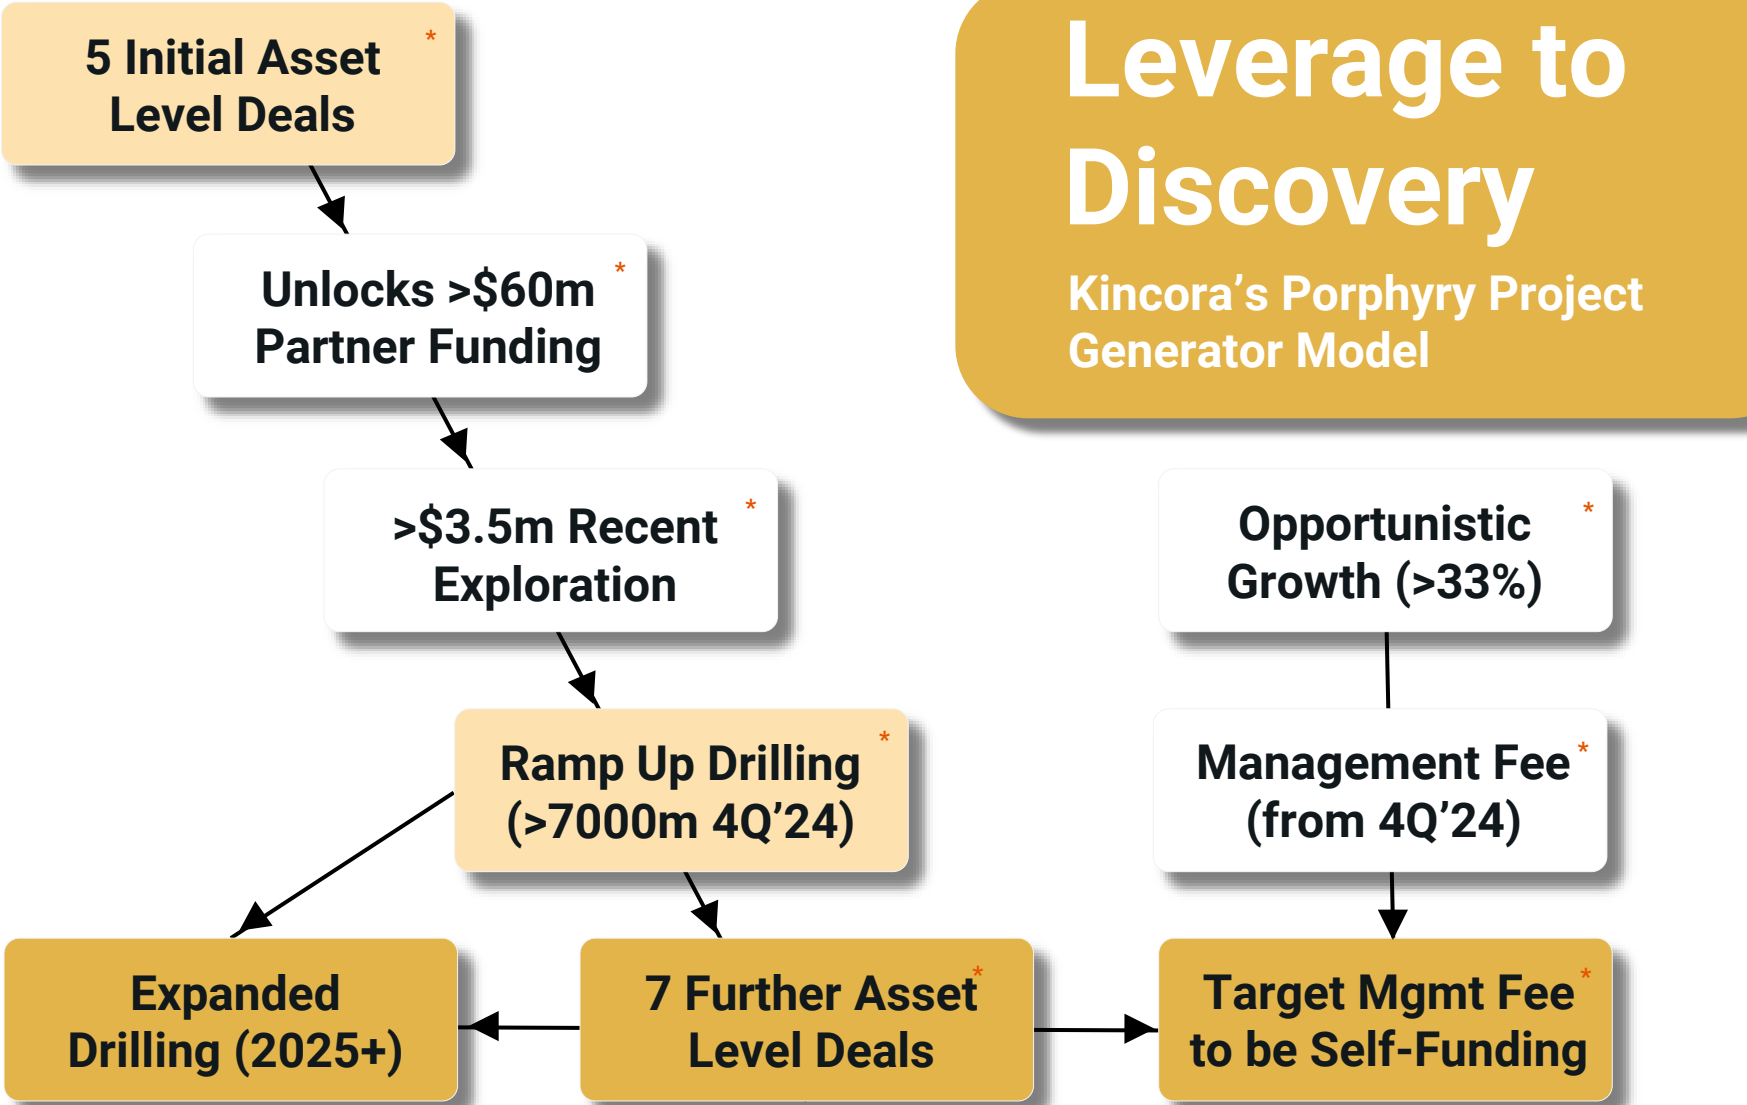 5 Initial Asset *
Level Deals
Leverage to
Discovery
Kincora’s Porphyry Project
Generator Model
Unlocks >$60m *
Partner Funding
>$3.5m Recent *
Exploration
Opportunistic *
Growth (>33%)
Ramp Up Drilling *
(>7000m 4Q’24)
Management Fee *
(from 4Q’24)
Expanded
Drilling (2025+)
7 Further Asset *
Level Deals
Target Mgmt Fee *
to be Self-Funding